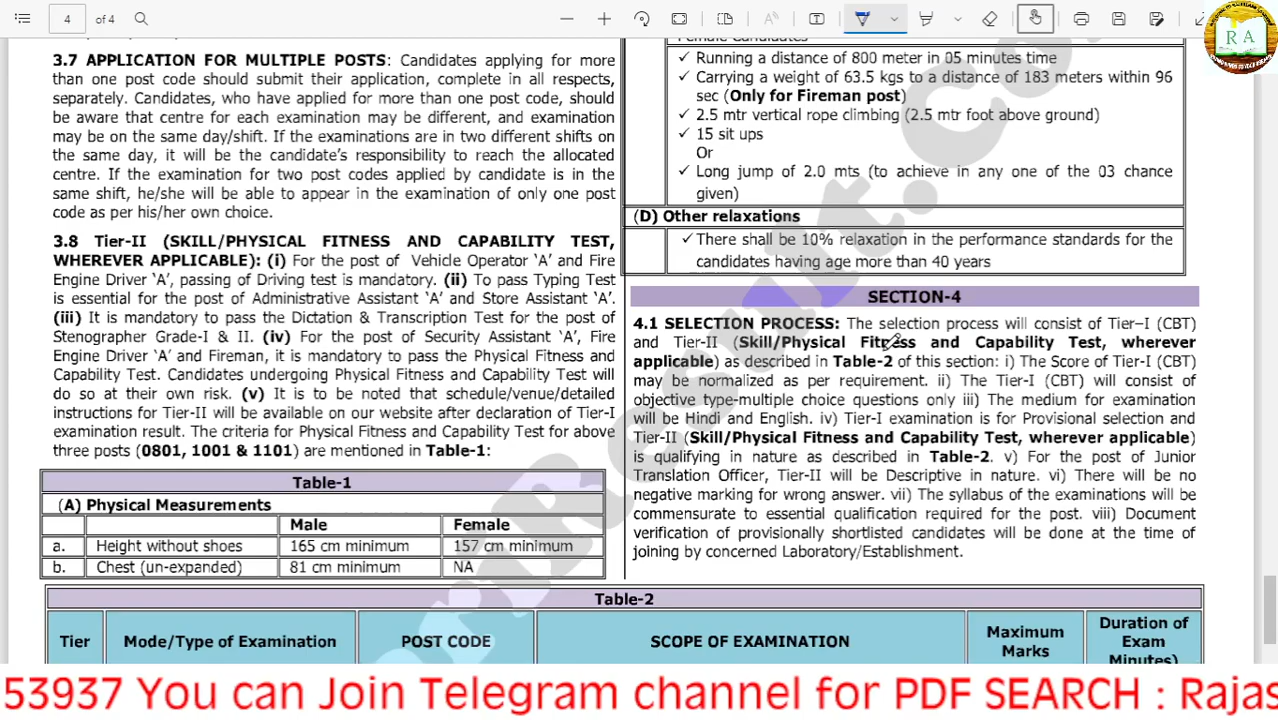 4
of 4
3.7 APPLICATION FOR MULTIPLE POSTS: Candidates applying for more
than one post code should submit their application, complete in all respects,
separately. Candidates, who have applied for more than one post code, should
be aware that centre for each examination may be different, and examination
may be on the same day/shift. If the examinations are in two different shifts on
the same day, it will be the candidate's responsibility to reach the allocated
centre. If the examination for two post codes applied by candidate is in the
same shift, he/she will be able to appear in the examination of only one post
code as per his/her own choice.
3.8 Tier-II (SKILL/PHYSICAL FITNESS AND CAPABILITY TEST,
WHEREVER APPLICABLE): (i) For the post of Vehicle Operator 'A' and Fire
Engine Driver 'A', passing of Driving test is mandatory. (ii) To pass Typing Test
is essential for the post of Administrative Assistant 'A' and Store Assistant 'A'.
(iii) It is mandatory to pass the Dictation & Transcription Test for the post of
Stenographer Grade-I & II. (iv) For the post of Security Assistant 'A', Fire
Engine Driver 'A' and Fireman, it is mandatory to pass the Physical Fitness and
Capability Test. Candidates undergoing Physical Fitness and Capability Test will
do so at their own risk. (v) It is to be noted that schedule/venue/detailed
instructions for Tier-II will be available on our website after declaration of Tier-I
examination result. The criteria for Physical Fitness and Capability Test for above
three posts (0801, 1001 & 1101) are mentioned in Table-1:
Table-1
(A) Physical Measurements
Male Female
a. Height without shoes 165 cm minimum 157 cm minimum
b. Chest (un-expanded) 81 cm minimum NA
Female Candidates
✓ Running a distance of 800 meter in 05 minutes time
✓ Carrying a weight of 63.5 kgs to a distance of 183 meters within 96
sec (Only for Fireman post)
✓ 2.5 mtr vertical rope climbing (2.5 mtr foot above ground)
✓ 15 sit ups
Or
✓ Long jump of 2.0 mts (to achieve in any one of the 03 chance
given)
(D) Other relaxations
✓ There shall be 10% relaxation in the performance standards for the
candidates having age more than 40 years
SECTION-4
4.1 SELECTION PROCESS: The selection process will consist of Tier–I (CBT)
and Tier-II (Skill/Physical Fitness and Capability Test, wherever
applicable) as described in Table-2 of this section: i) The Score of Tier-I (CBT)
may be normalized as per requirement. ii) The Tier-I (CBT) will consist of
objective type-multiple choice questions only iii) The medium for examination
will be Hindi and English. iv) Tier-I examination is for Provisional selection and
Tier-II (Skill/Physical Fitness and Capability Test, wherever applicable)
is qualifying in nature as described in Table-2. v) For the post of Junior
Translation Officer, Tier-II will be Descriptive in nature. vi) There will be no
negative marking for wrong answer. vii) The syllabus of the examinations will be
commensurate to essential qualification required for the post. viii) Document
verification of provisionally shortlisted candidates will be done at the time of
joining by concerned Laboratory/Establishment.
Table-2
Tier Mode/Type of Examination POST CODE SCOPE OF EXAMINATION Maximum Marks Duration of Exam Minutes)
RA
53937 You can Join Telegram channel for PDF SEARCH : Rajas